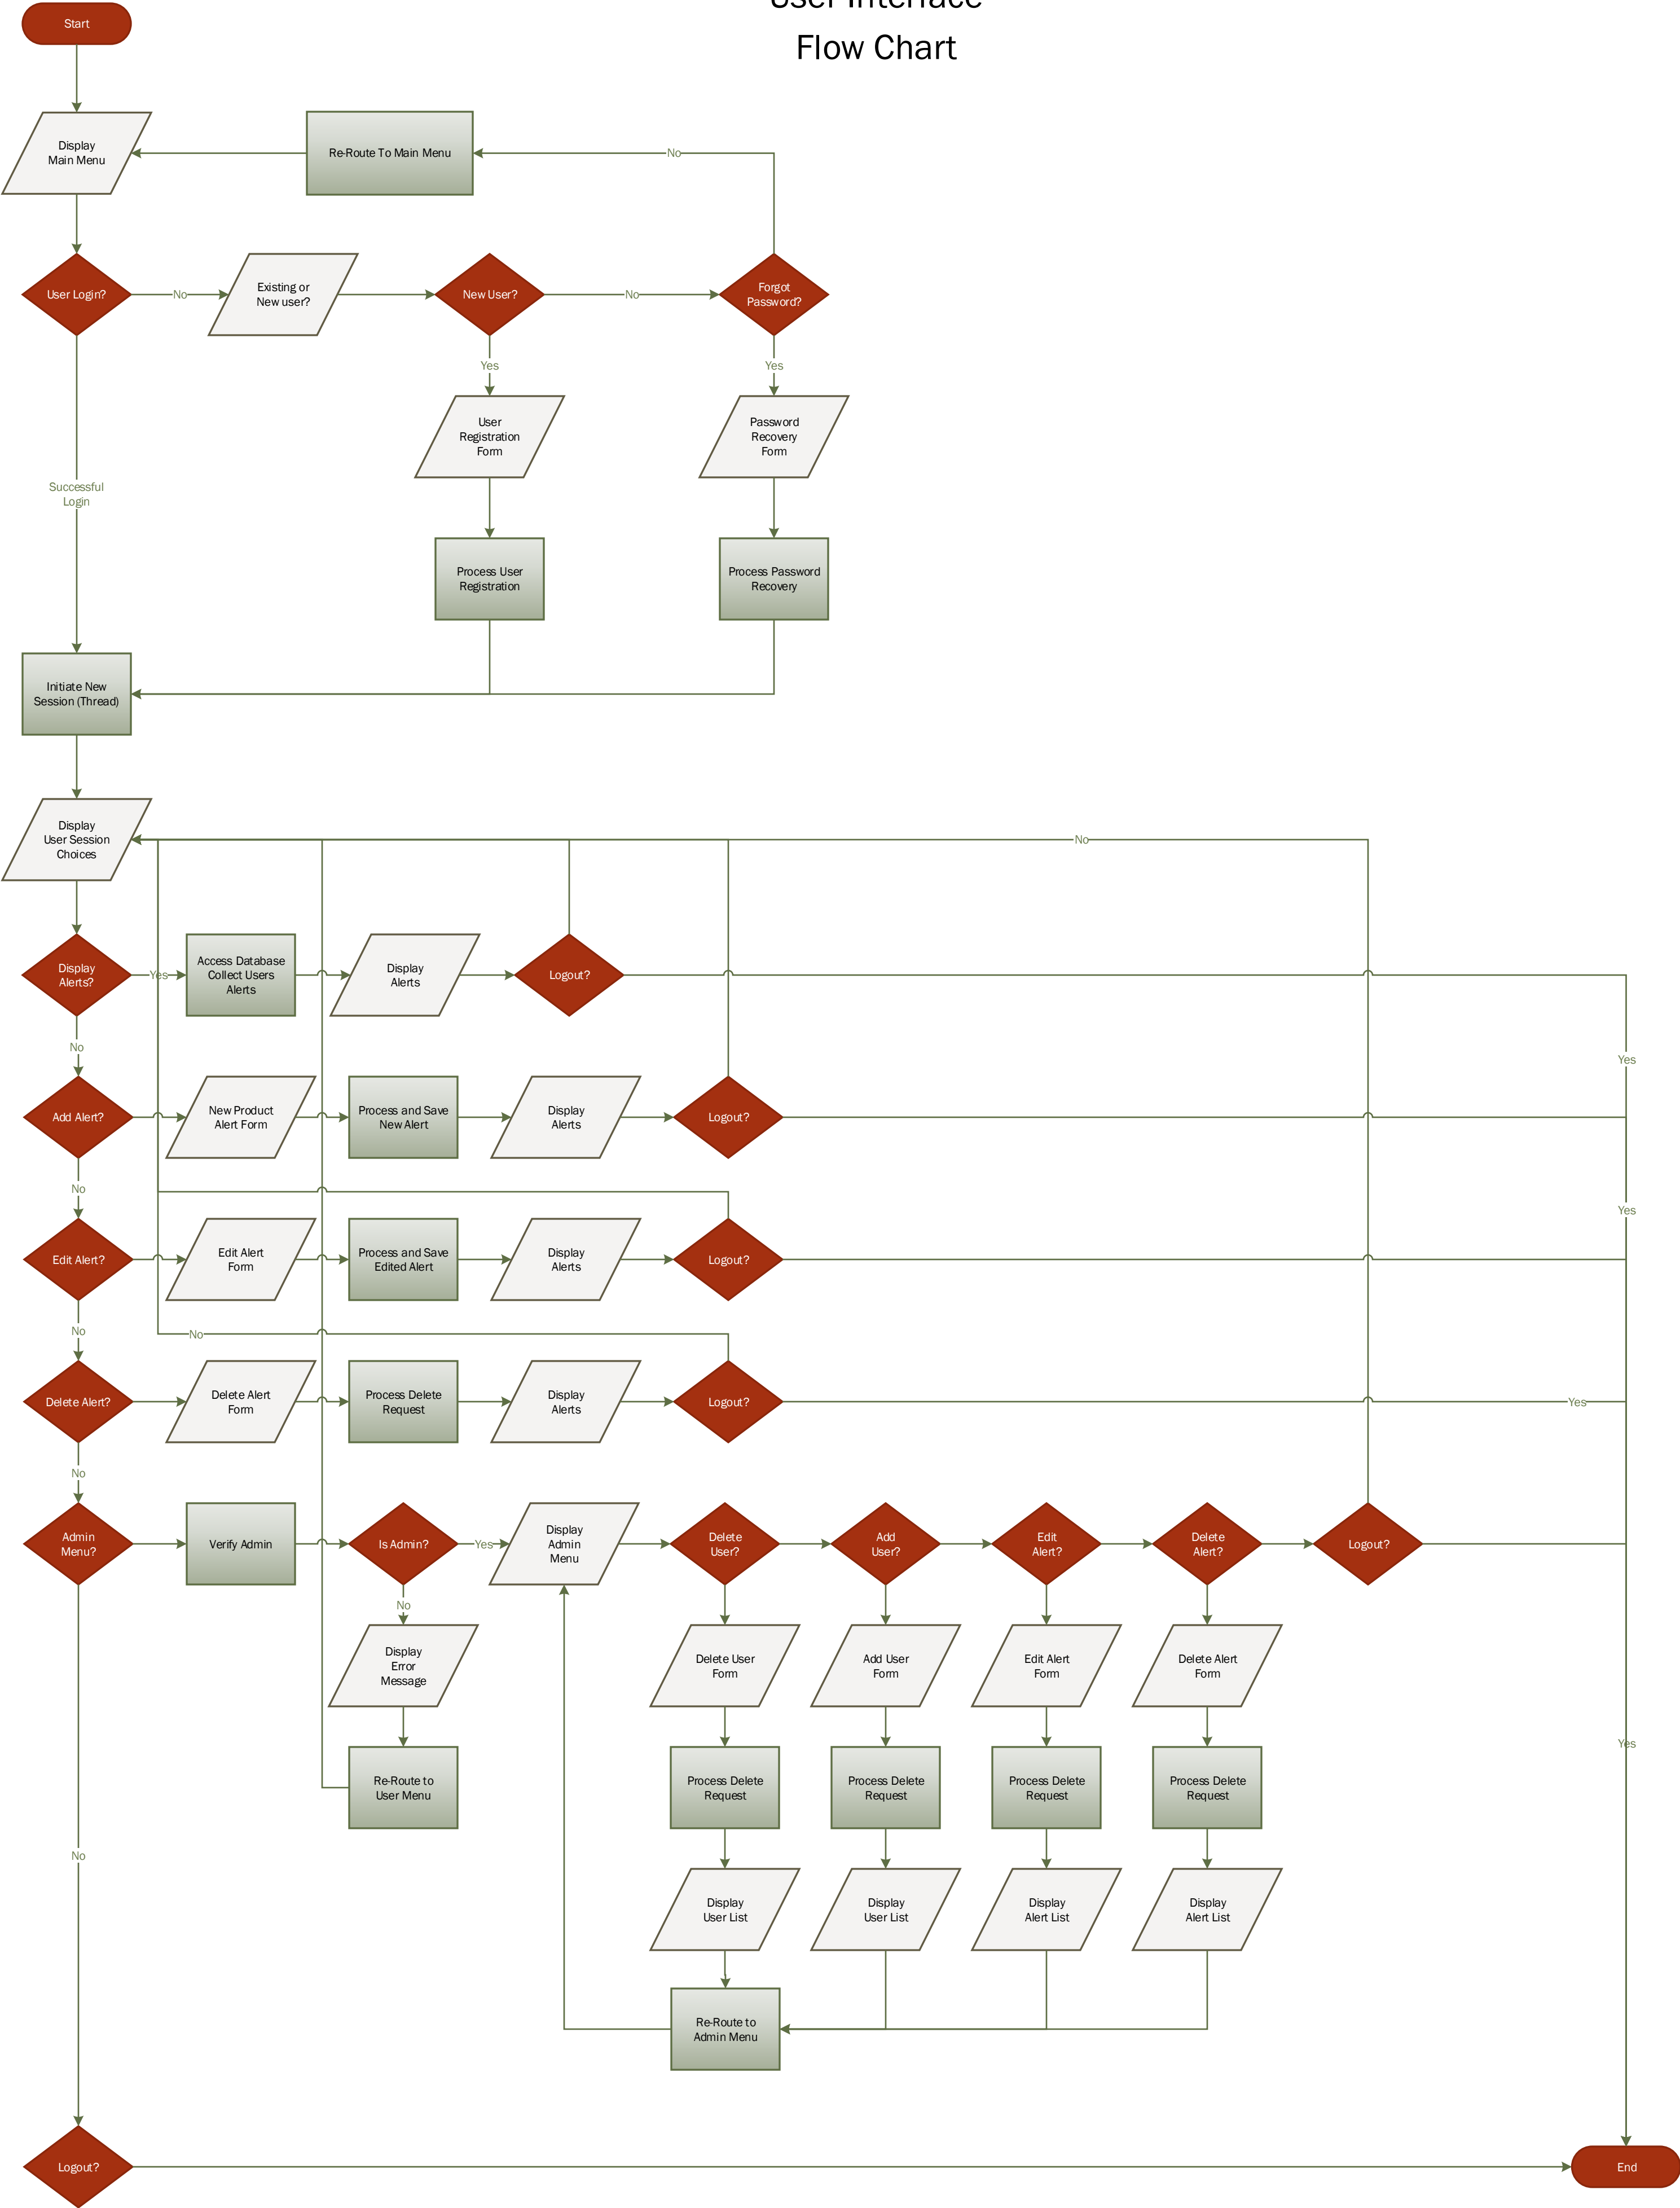 User Interface
Flow Chart
Start
Display
Main Menu
Re-Route To Main Menu
No
User Login?
No
Existing or
New user?
New User?
No
Forgot
Password?
Yes
Yes
User
Registration
Form
Password
Recovery
Form
Successful
Login
Process User
Registration
Process Password
Recovery
Initiate New
Session (Thread)
Display
User Session
Choices
No
Display
Alerts?
Yes
Access Database
Collect Users
Alerts
Display
Alerts
Logout?
No
Yes
Add Alert?
New Product
Alert Form
Process and Save
New Alert
Display
Alerts
Logout?
No
Yes
Edit Alert?
Edit Alert
Form
Process and Save
Edited Alert
Display
Alerts
Logout?
No
No
Delete Alert?
Delete Alert
Form
Process Delete
Request
Display
Alerts
Logout?
Yes
No
Admin
Menu?
Verify Admin
Is Admin?
Yes
Display
Admin
Menu
Delete
User?
Add
User?
Edit
Alert?
Delete
Alert?
Logout?
No
Display
Error
Message
Delete User
Form
Add User
Form
Edit Alert
Form
Delete Alert
Form
Yes
Re-Route to
User Menu
Process Delete
Request
Process Delete
Request
Process Delete
Request
Process Delete
Request
No
Display
User List
Display
User List
Display
Alert List
Display
Alert List
Re-Route to
Admin Menu
Logout?
End